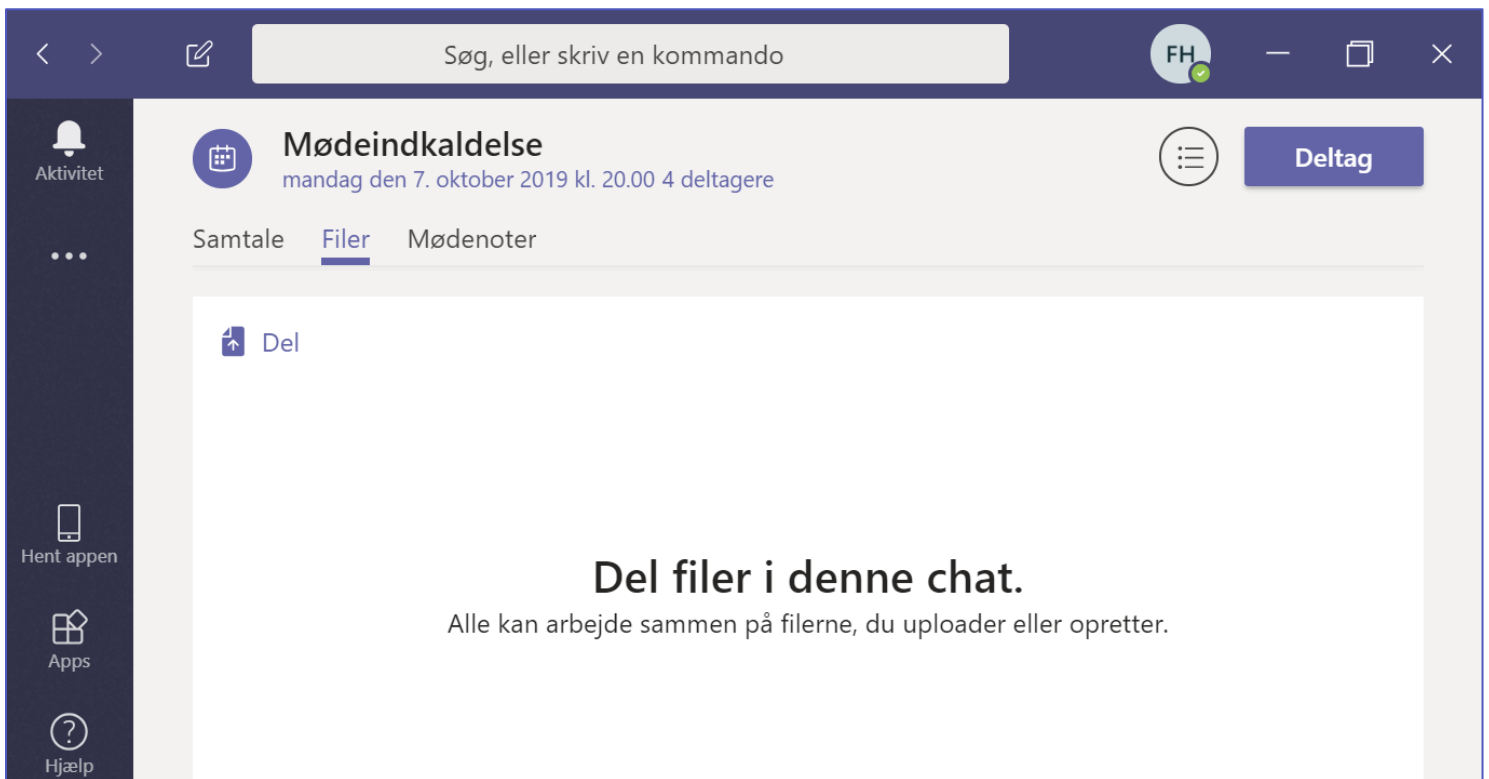 Søg, eller skriv en kommando
FH
Aktivitet
Mødeindkaldelse
mandag den 7. oktober 2019 kl. 20.00 4 deltagere
Deltag
Samtale Filer Mødenoter
Del
Hent appen
Del filer i denne chat.
Alle kan arbejde sammen på filerne, du uploader eller opretter.
Apps
Hjælp